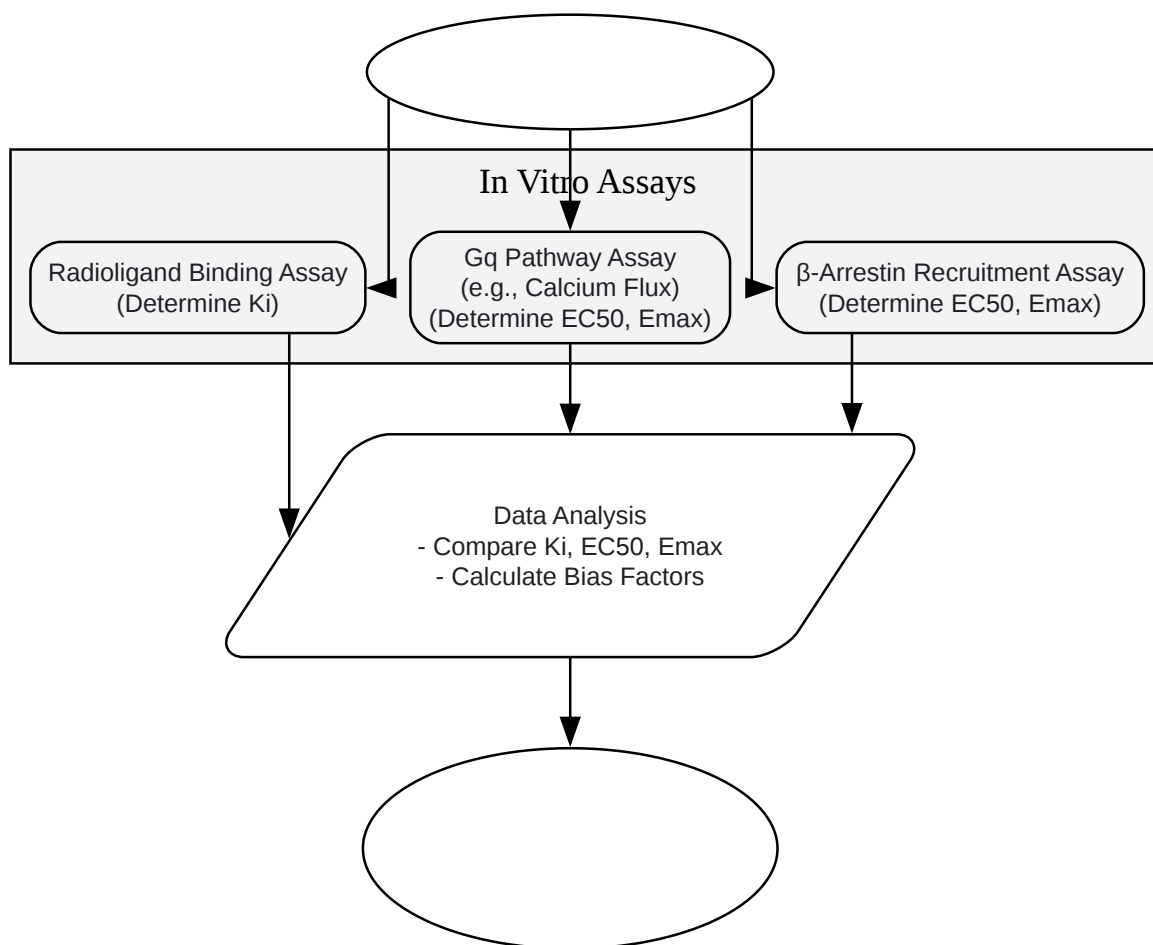 In Vitro Assays
Radioligand Binding Assay
(Determine Ki)
Gq Pathway Assay
(e.g., Calcium Flux)
(Determine EC50, Emax)
β-Arrestin Recruitment Assay
(Determine EC50, Emax)
Data Analysis
- Compare Ki, EC50, Emax
- Calculate Bias Factors